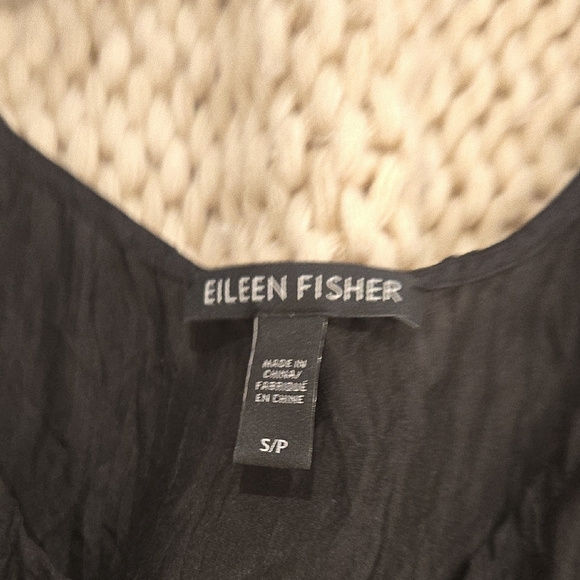 EILEEN FISHER
MADE IN
CHINA/
FABRIQUÉ
EN CHINE
S/P